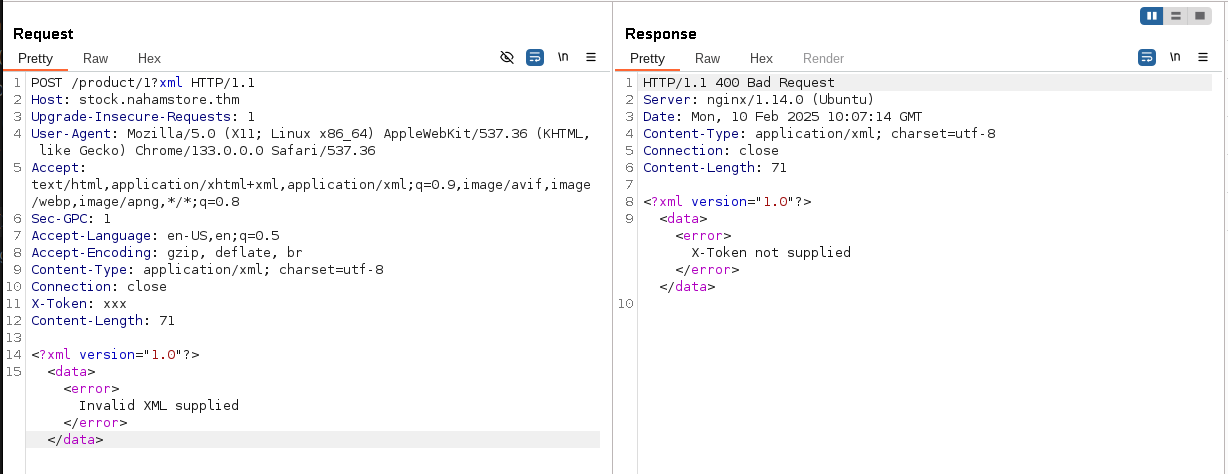 Request
Pretty Raw Hex
\n
1 POST /product/1?xml HTTP/1.1
2 Host: stock.nahamstore.thm
3 Upgrade-Insecure-Requests: 1
4 User-Agent: Mozilla/5.0 (X11; Linux x86_64) AppleWebKit/537.36 (KHTML,
like Gecko) Chrome/133.0.0.0 Safari/537.36
5 Accept:
text/html,application/xhtml+xml,application/xml;q=0.9,image/avif,image
/webp,image/apng,*/*;q=0.8
6 Sec-GPC: 1
7 Accept-Language: en-US,en;q=0.5
8 Accept-Encoding: gzip, deflate, br
9 Content-Type: application/xml; charset=utf-8
10 Connection: close
11 X-Token: xxx
12 Content-Length: 71
13
14 <?xml version="1.0"?>
15 <data>
<error>
Invalid XML supplied
</error>
</data>
Response
Pretty Raw Hex Render
\n
1 HTTP/1.1 400 Bad Request
2 Server: nginx/1.14.0 (Ubuntu)
3 Date: Mon, 10 Feb 2025 10:07:14 GMT
4 Content-Type: application/xml; charset=utf-8
5 Connection: close
6 Content-Length: 71
7
8 <?xml version="1.0"?>
9 <data>
<error>
X-Token not supplied
</error>
</data>
10